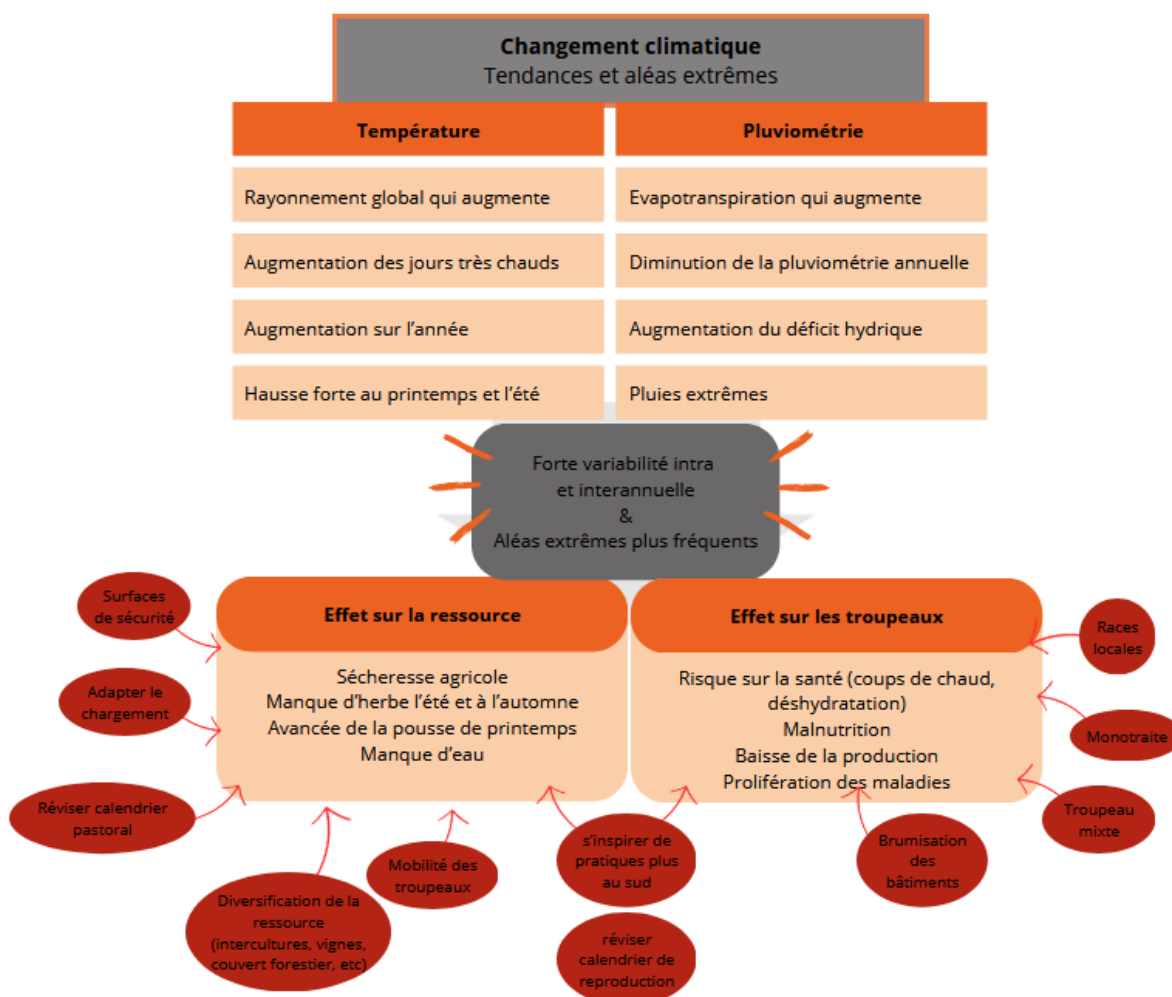 Changement climatique
Tendances et aléas extrêmes
Température
Pluviométrie
Rayonnement global qui augmente
Evapotranspiration qui augmente
Augmentation des jours très chauds
Diminution de la pluviométrie annuelle
Augmentation sur l'année
Augmentation du déficit hydrique
Hausse forte au printemps et l'été
Pluies extrêmes
Forte variabilité intra
et interannuelle
&
Aléas extrêmes plus fréquents
Effet sur la ressource
Sécheresse agricole
Manque d'herbe l'été et à l'automne
Avancée de la pousse de printemps
Manque d'eau
Effet sur les troupeaux
Risque sur la santé (coups de chaud,
déshydratation)
Malnutrition
Baisse de la production
Prolifération des maladies
Surfaces
de sécurité
Adapter le
chargement
Réviser calendrier
pastoral
Diversification de la
ressource
(intercultures, vignes,
couvert forestier, etc)
Mobilité des
troupeaux
s'inspirer de
pratiques plus
au sud
réviser
calendrier de
reproduction
Brumisation
des
bâtiments
Troupeau
mixte
Monotraite
Races
locales